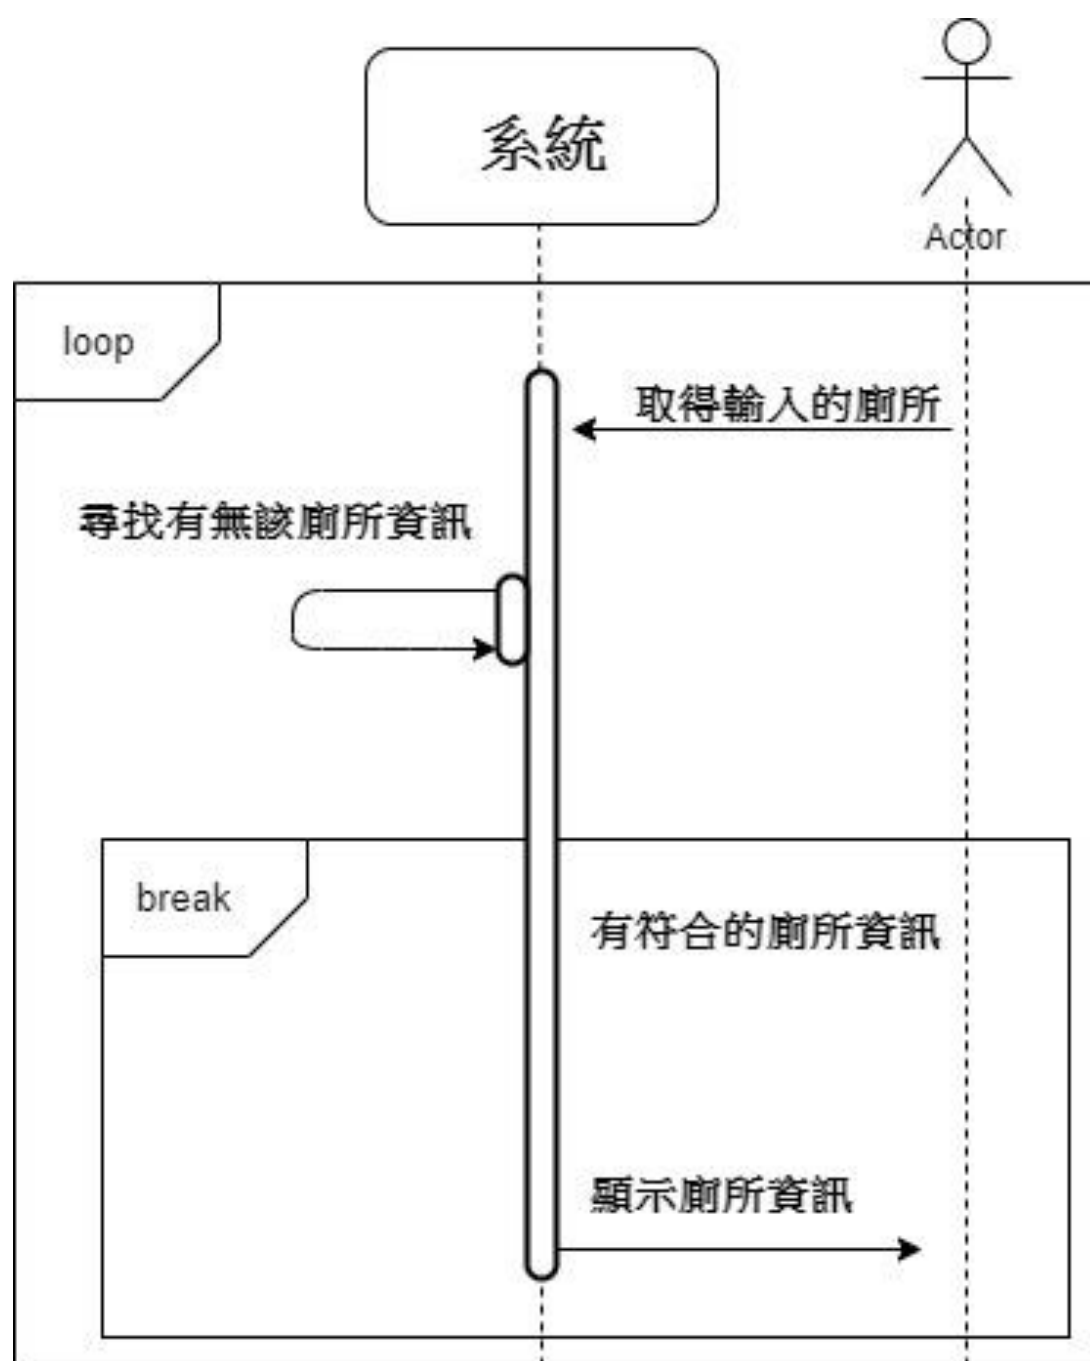 系統
Actor
loop
取得輸入的廁所
尋找有無該廁所資訊
break
有符合的廁所資訊
顯示廁所資訊